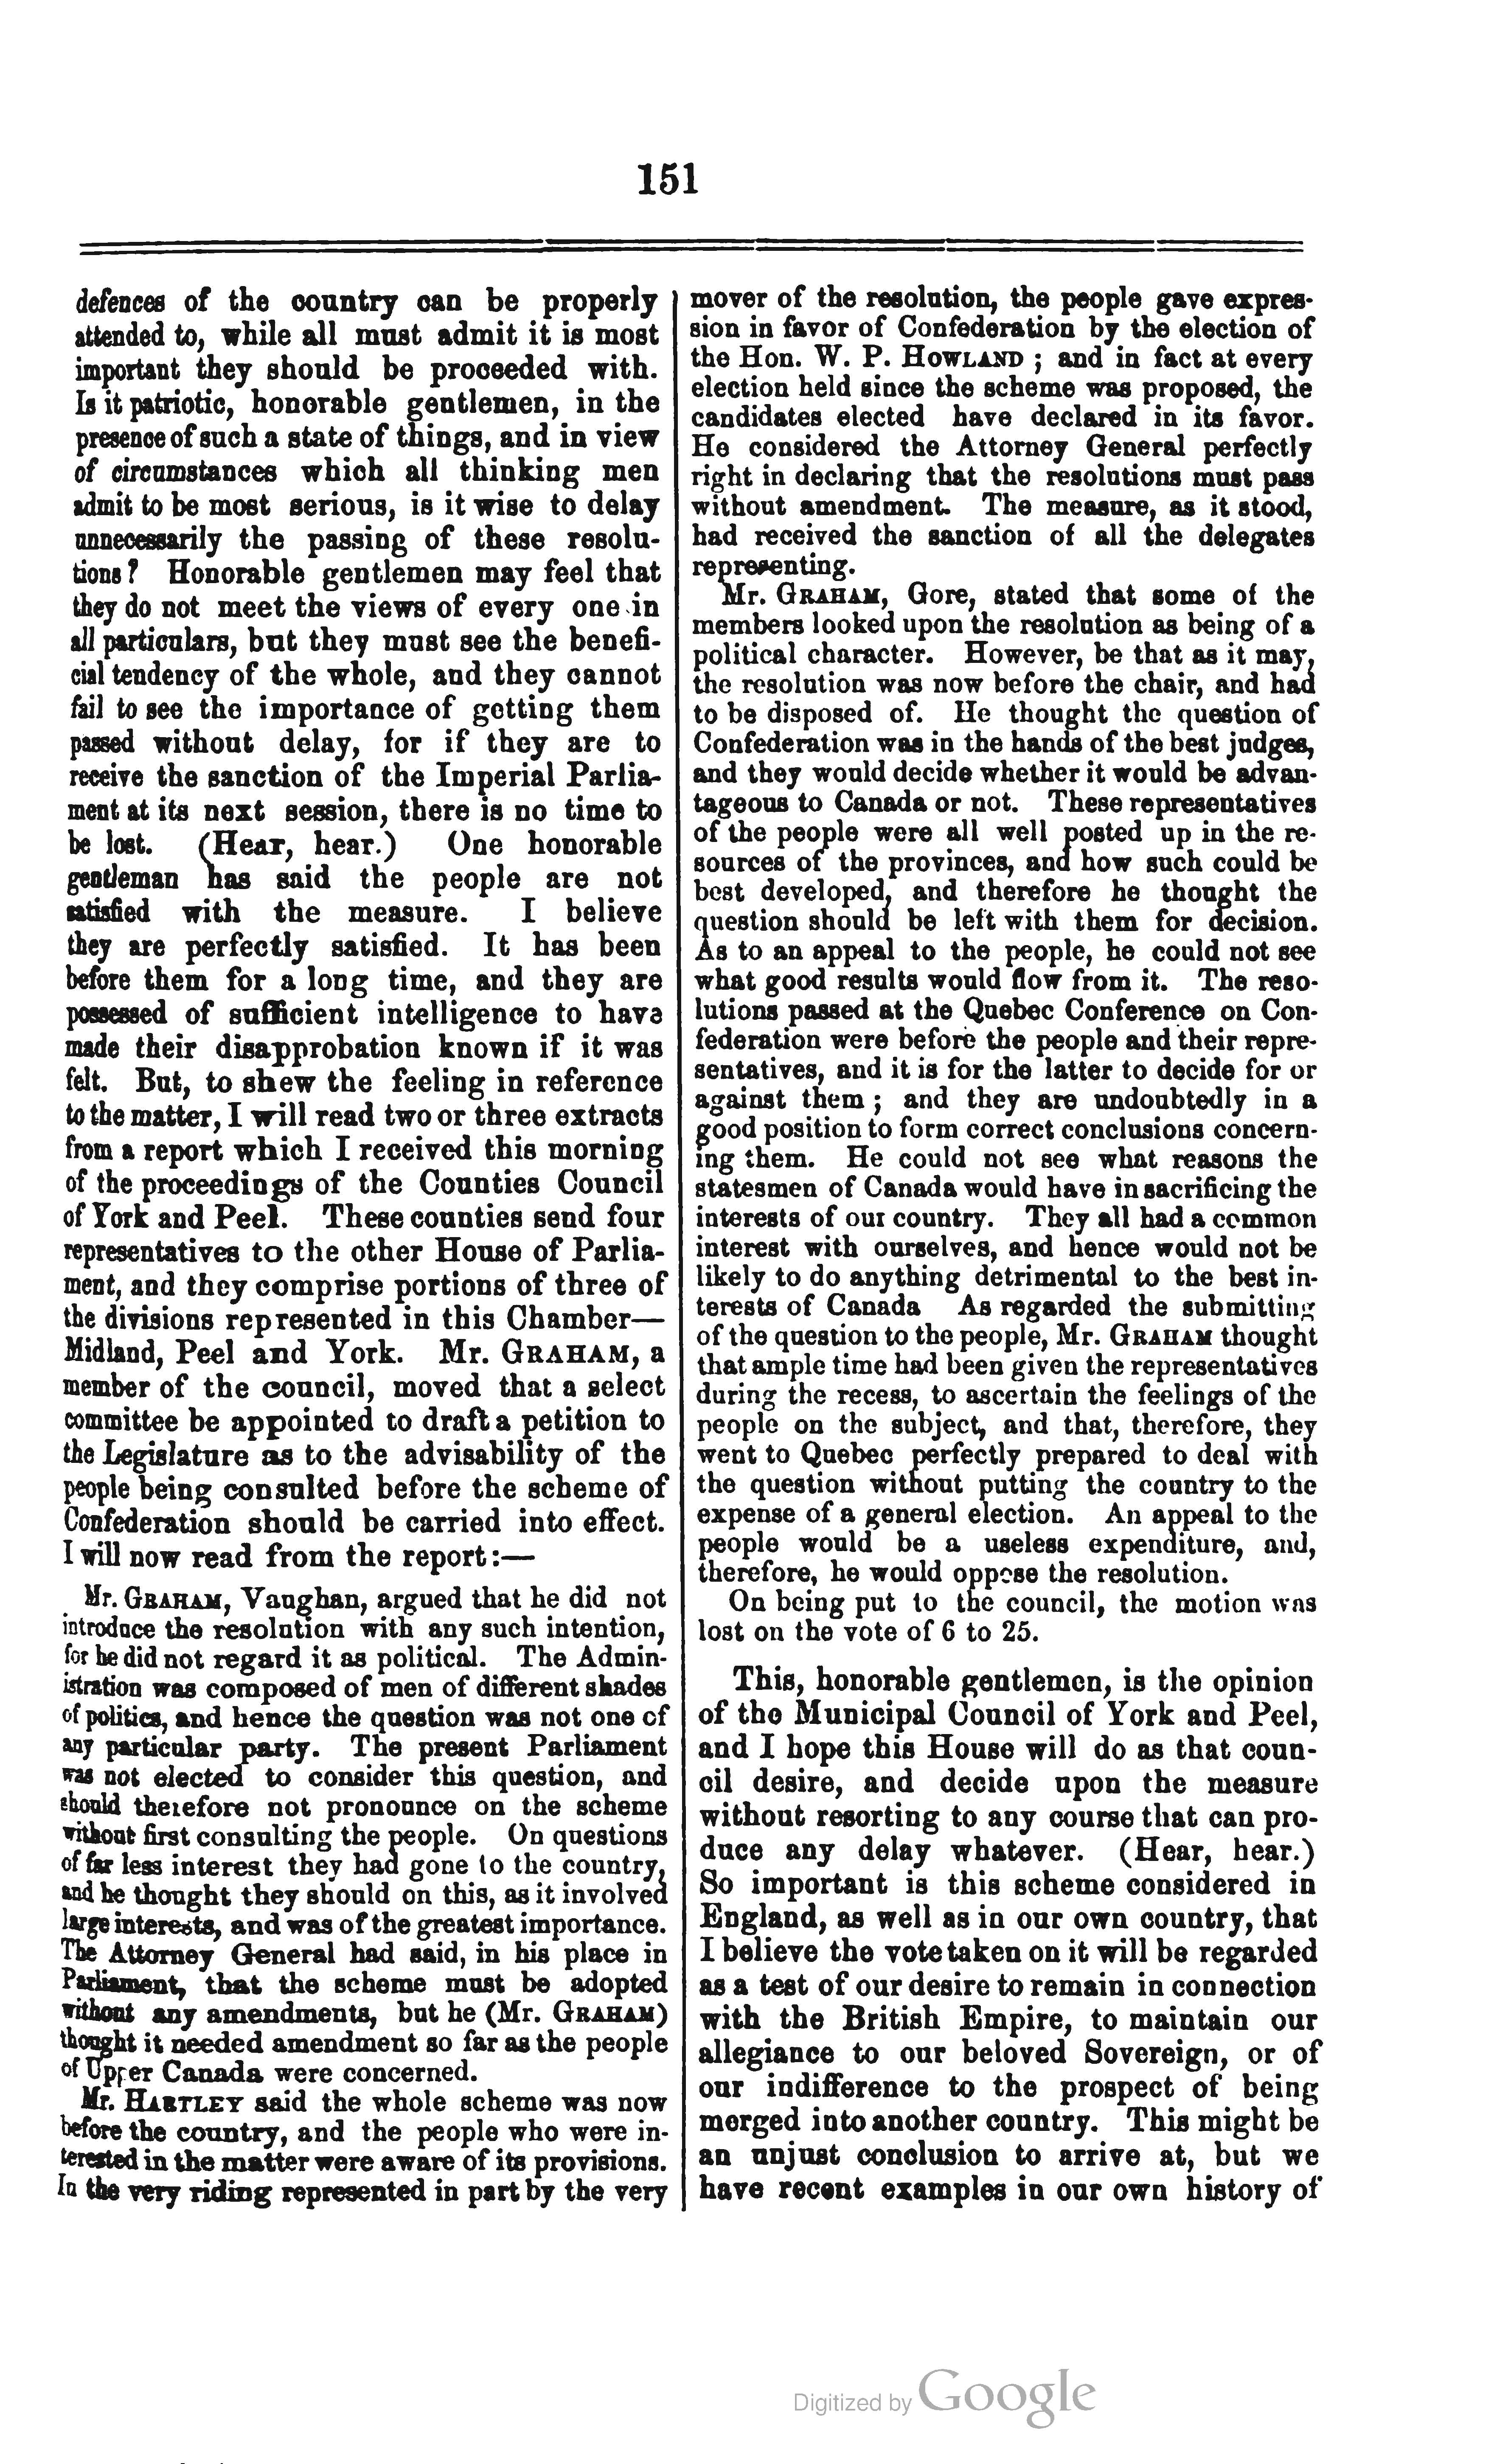 151
defences of the country can be properly
attended to, while all must admit it is most
important they should be proceeded with.
Is it patriotic, honorable gentlemen, in the
presence of such a state of things, and in view
of circumstances which all thinking men
admit to be most serious, is it wise to delay
unnecessarily the passing of these resolu-
tions? Honorable gentlemen may feel that
they do not meet the views of every one in
all particulars, but they must see the benefi-
cial tendency of the whole, and they cannot
fail to see the importance of getting them
passed without delay, for if they are to
receive the sanction of the Imperial Parlia-
ment at its next session, there is no time to
be lost. (Hear, hear.) One honorable
gentleman has said the people are not
satisfied with the measure. I believe
they are perfectly satisfied. It has been
before them for a long time, and they are
possessed of sufficient intelligence to have
made their disapprobation known if it was
felt. But, to shew the feeling in reference
to the matter, I will read two or three extracts
from a report which I received this morning
of the proceedings of the Counties Council
of York and Peel. These counties send four
representatives to the other House of Parlia-
ment, and they comprise portions of three of
the divisions represented in this Chamber—
Midland, Peel and York. Mr. GRAHAM, a
member of the council, moved that a select
committee be appointed to draft a petition to
the Legislature as to the advisability of the
people being consulted before the scheme of
Confederation should be carried into effect.
I will now read from the report:—
Mr. GRAHAM, Vaughan, argued that he did not
introduce the resolution with any such intention,
for he did not regard it as political. The Admin-
istration was composed of men of different shades
of politics, and hence the question was not one of
any particular party. The present Parliament
was not elected to consider this question, and
should therefore not pronounce on the scheme
without first consulting the people. On questions
of far less interest they had gone to the country,
and he thought they should on this, as it involved
large interests, and was of the greatest importance.
The Attorney General had said, in his place in
Parliament, that the scheme must be adopted
without any amendments, but he (Mr. GRAHAM)
thought it needed amendment so far as the people
of Upper Canada were concerned.
Mr. HARTLEY said the whole scheme was now
before the country, and the people who were in-
terested in the matter were aware of its provisions.
In the very riding represented in part by the very
mover of the resolution, the people gave expres-
sion in favor of Confederation by the election of
the Hon. W. P. HOWLAND ; and in fact at every
election held since the scheme was proposed, the
candidates elected have declared in its favor.
He considered the Attorney General perfectly
right in declaring that the resolutions must pass
without amendment. The measure, as it stood,
had received the sanction of all the delegates
representing.
Mr. GRAHAM, Gore, stated that some of the
members looked upon the resolution as being of a
political character. However, be that as it may,
the resolution was now before the chair, and had
to be disposed of. He thought the question of
Confederation was in the hands of the best judges,
and they would decide whether it would be advan-
tageous to Canada or not. These representatives
of the people were all well posted up in the re-
sources of the provinces, and how such could be
best developed, and therefore he thought the
question should be left with them for decision.
As to an appeal to the people, he could not see
what good results would flow from it. The reso-
lutions passed at the Quebec Conference on Con-
federation were before the people and their repre-
sentatives, and it is for the latter to decide for or
against them ; and they are undoubtedly in a
good position to form correct conclusions concern-
ing them. He could not see what reasons the
statesmen of Canada would have in sacrificing the
interests of our country. They all had a common
interest with ourselves, and hence would not be
likely to do anything detrimental to the best in-
terests of Canada As regarded the submitting
of the question to the people, Mr. GRAHAM thought
that ample time had been given the representatives
during the recess, to ascertain the feelings of the
people on the subject, and that, therefore, they
went to Quebec perfectly prepared to deal with
the question without putting the country to the
expense of a general election. An appeal to the
people would be a useless expenditure, and,
therefore, he would oppose the resolution.
On being put to the council, the motion was
lost on the vote of 6 to 25.
This, honorable gentlemen, is the opinion
of the Municipal Council of York and Peel,
and I hope this House will do as that coun-
cil desire, and decide upon the measure
without resorting to any course that can pro-
duce any delay whatever. (Hear, hear.)
So important is this scheme considered in
England, as well as in our own country, that
I believe the vote taken on it will be regarded
as a test of our desire to remain in connection
with the British Empire, to maintain our
allegiance to our beloved Sovereign, or of
our indifference to the prospect of being
merged into another country. This might be
an unjust conclusion to arrive at, but we
have recent examples in our own history of
Digitized by Google